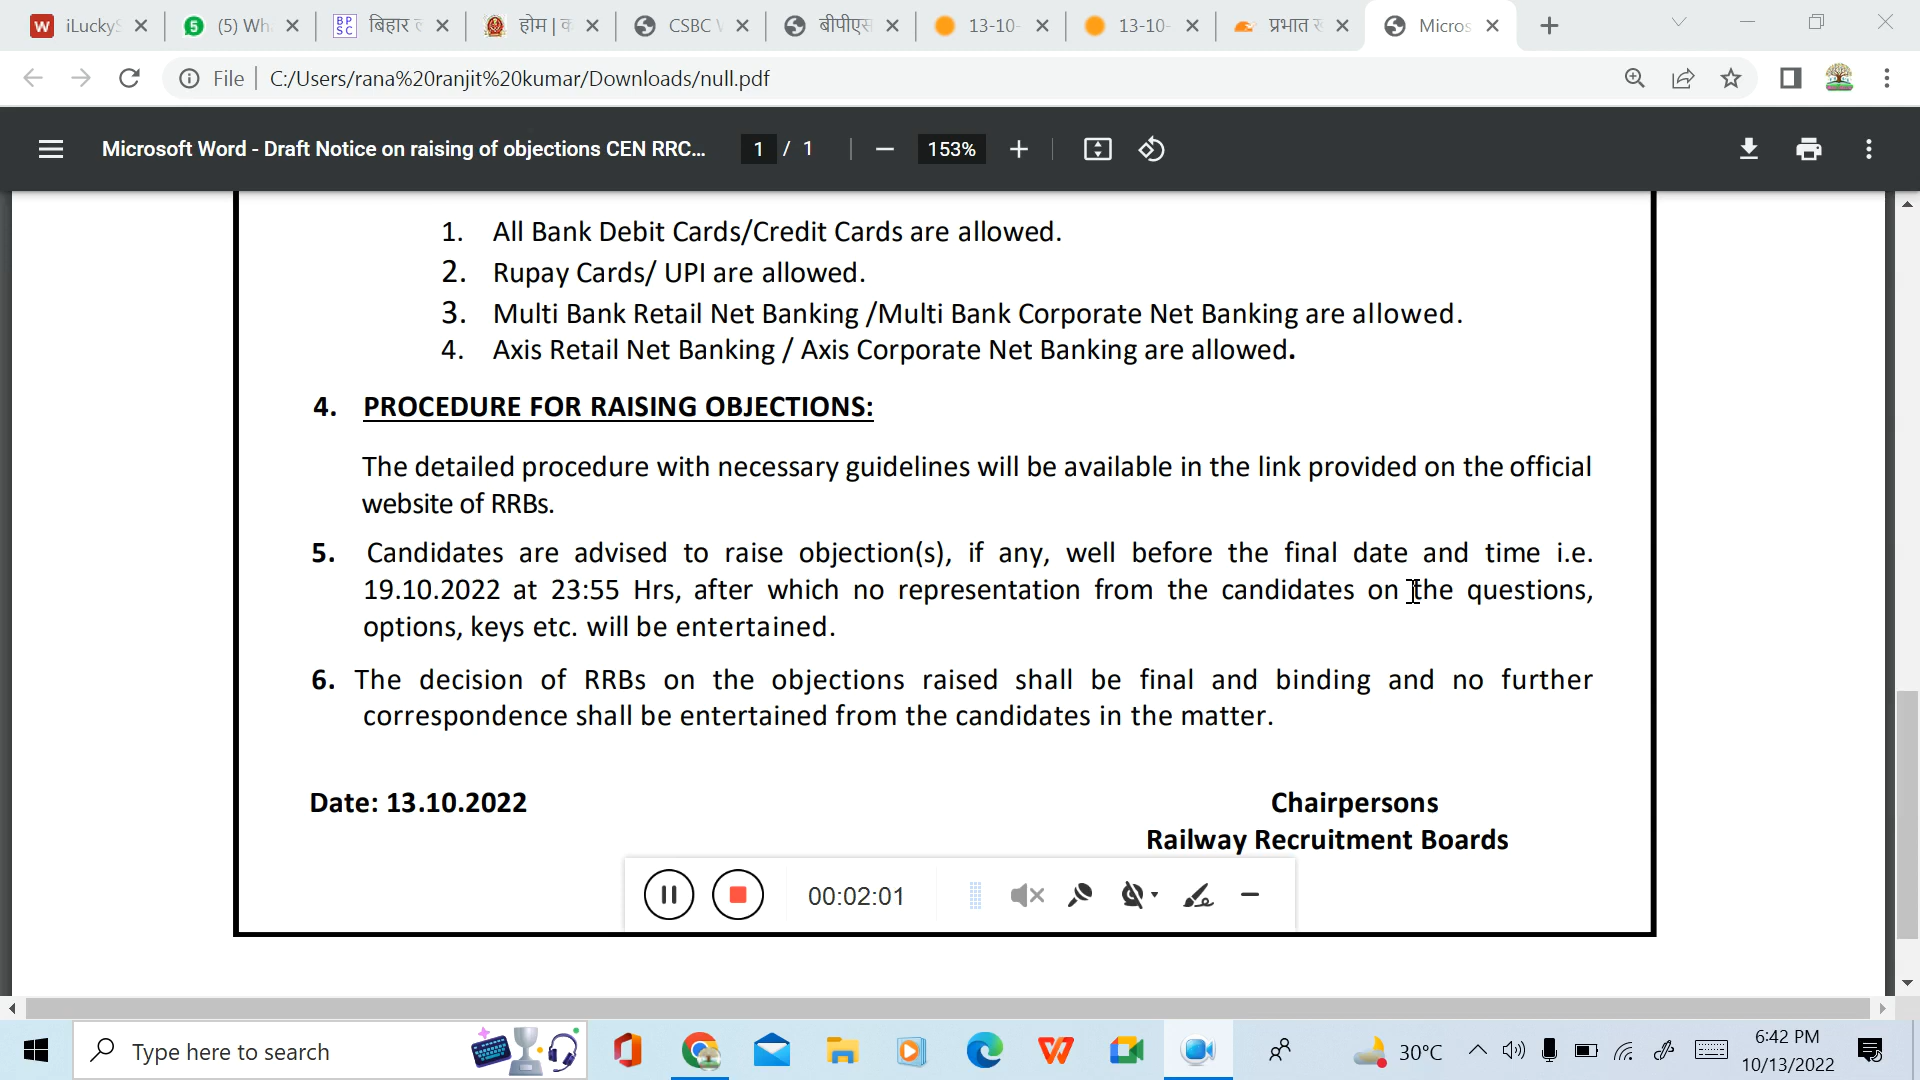 iLucky
(5) Wh
बिहार
होम | क
CSBC
बीपीएस
13-10-
13-10-
प्रभात
Micros
File
C:/Users/rana%20ranjit%20kumar/Downloads/null.pdf
Microsoft Word - Draft Notice on raising of objections CEN RRC...
1 / 1
153%
1. All Bank Debit Cards/Credit Cards are allowed.
2. Rupay Cards/ UPI are allowed.
3. Multi Bank Retail Net Banking /Multi Bank Corporate Net Banking are allowed.
4. Axis Retail Net Banking / Axis Corporate Net Banking are allowed.
4. PROCEDURE FOR RAISING OBJECTIONS:
The detailed procedure with necessary guidelines will be available in the link provided on the official
website of RRBs.
5. Candidates are advised to raise objection(s), if any, well before the final date and time i.e.
19.10.2022 at 23:55 Hrs, after which no representation from the candidates on the questions,
options, keys etc. will be entertained.
6. The decision of RRBs on the objections raised shall be final and binding and no further
correspondence shall be entertained from the candidates in the matter.
Date: 13.10.2022
Chairpersons
Railway Recruitment Boards
00:02:01
Type here to search
30°C
6:42 PM
10/13/2022